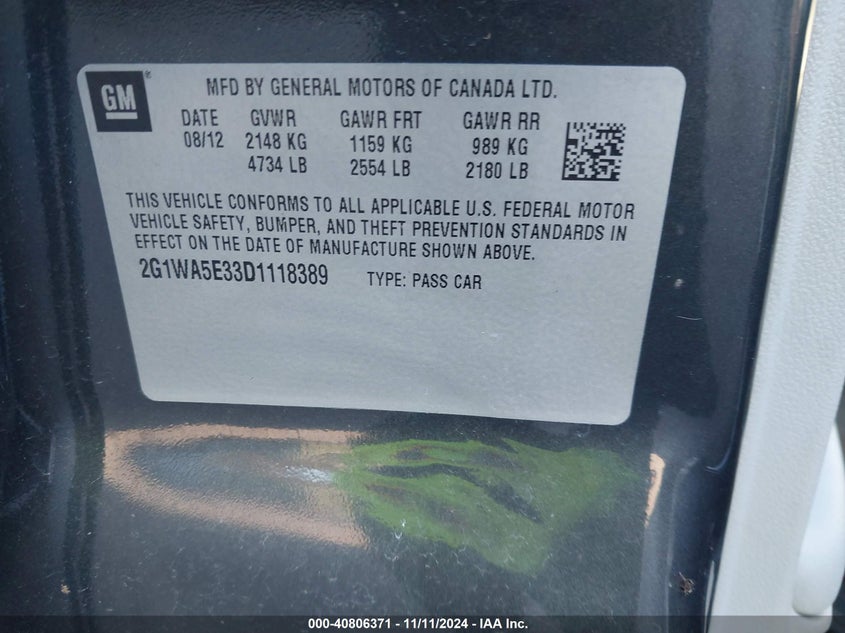 GM
MFD BY GENERAL MOTORS OF CANADA LTD.
DATE GVWR GAWR FRT GAWR RR
08/12 2148 KG 1159 KG 989 KG
4734 LB 2554 LB 2180 LB
THIS VEHICLE CONFORMS TO ALL APPLICABLE U.S. FEDERAL MOTOR
VEHICLE SAFETY, BUMPER, AND THEFT PREVENTION STANDARDS IN
EFFECT ON THE DATE OF MANUFACTURE SHOWN ABOVE.
2G1WA5E33D1118389 TYPE: PASS CAR
000-40806371 - 11/11/2024 - IAA Inc.